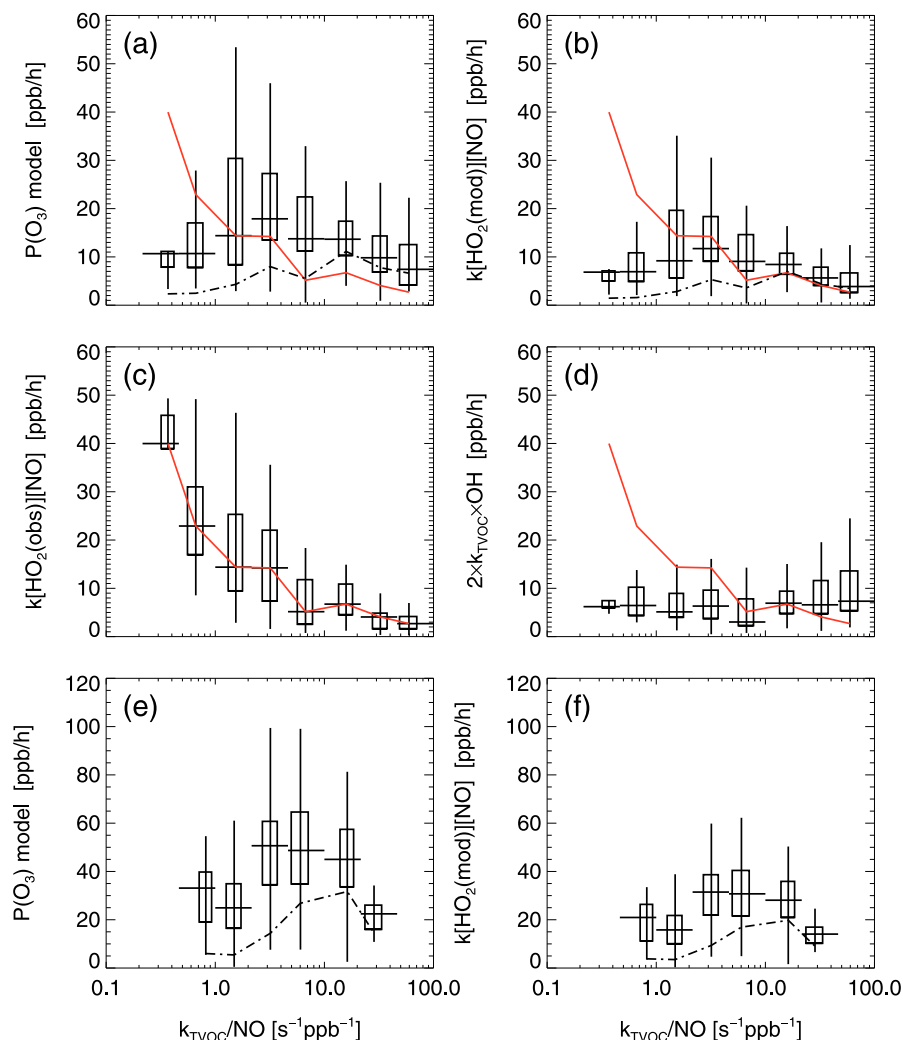 (a)
P(O₃) model [ppb/h]
60
50
40
30
20
10
0
(b)
k[HO₂(mod)][NO] [ppb/h]
60
50
40
30
20
10
0
(c)
k[HO₂(obs)][NO] [ppb/h]
60
50
40
30
20
10
0
(d)
2×k_TVOC×OH [ppb/h]
60
50
40
30
20
10
0
(e)
P(O₃) model [ppb/h]
120
100
80
60
40
20
0
0.1 1.0 10.0 100.0
k_TVOC/NO [s⁻¹ppb⁻¹]
(f)
k[HO₂(mod)][NO] [ppb/h]
120
100
80
60
40
20
0
0.1 1.0 10.0 100.0
k_TVOC/NO [s⁻¹ppb⁻¹]